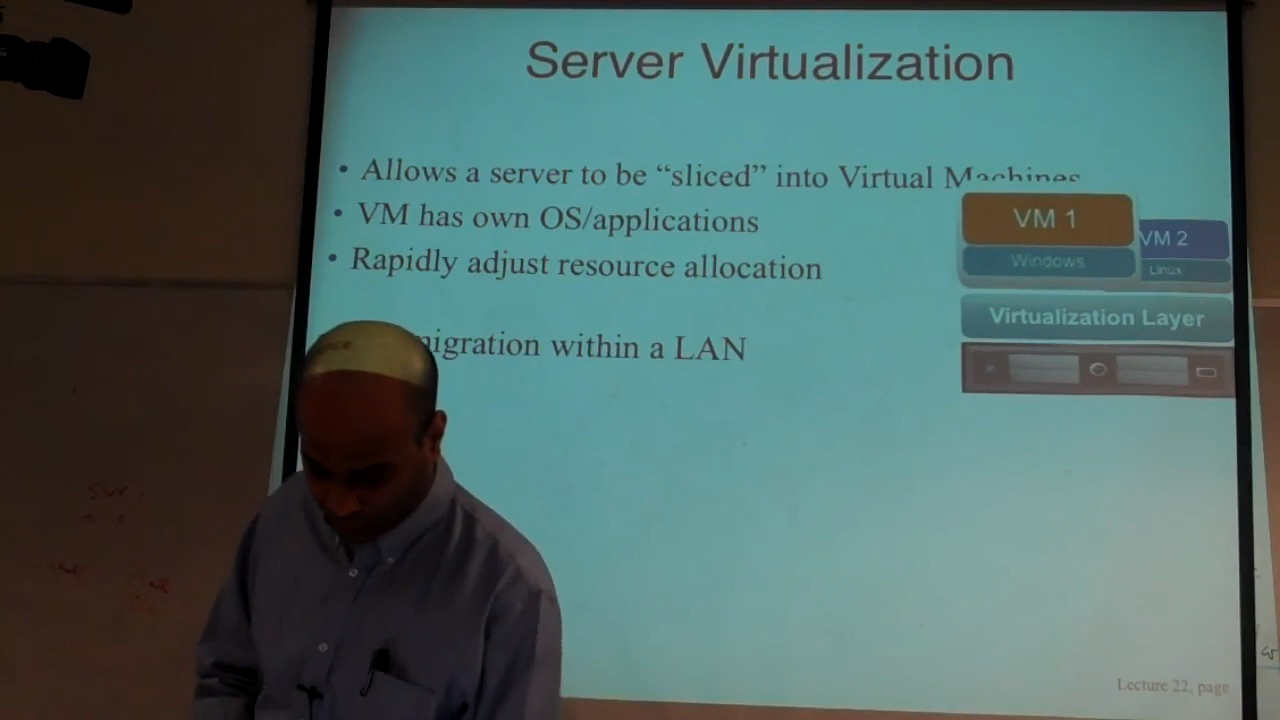 Server Virtualization
• Allows a server to be “sliced” into Virtual Machines
• VM has own OS/applications
• Rapidly adjust resource allocation
migration within a LAN
VM 1
VM 2
Windows
Linux
Virtualization Layer
Lecture 22, page